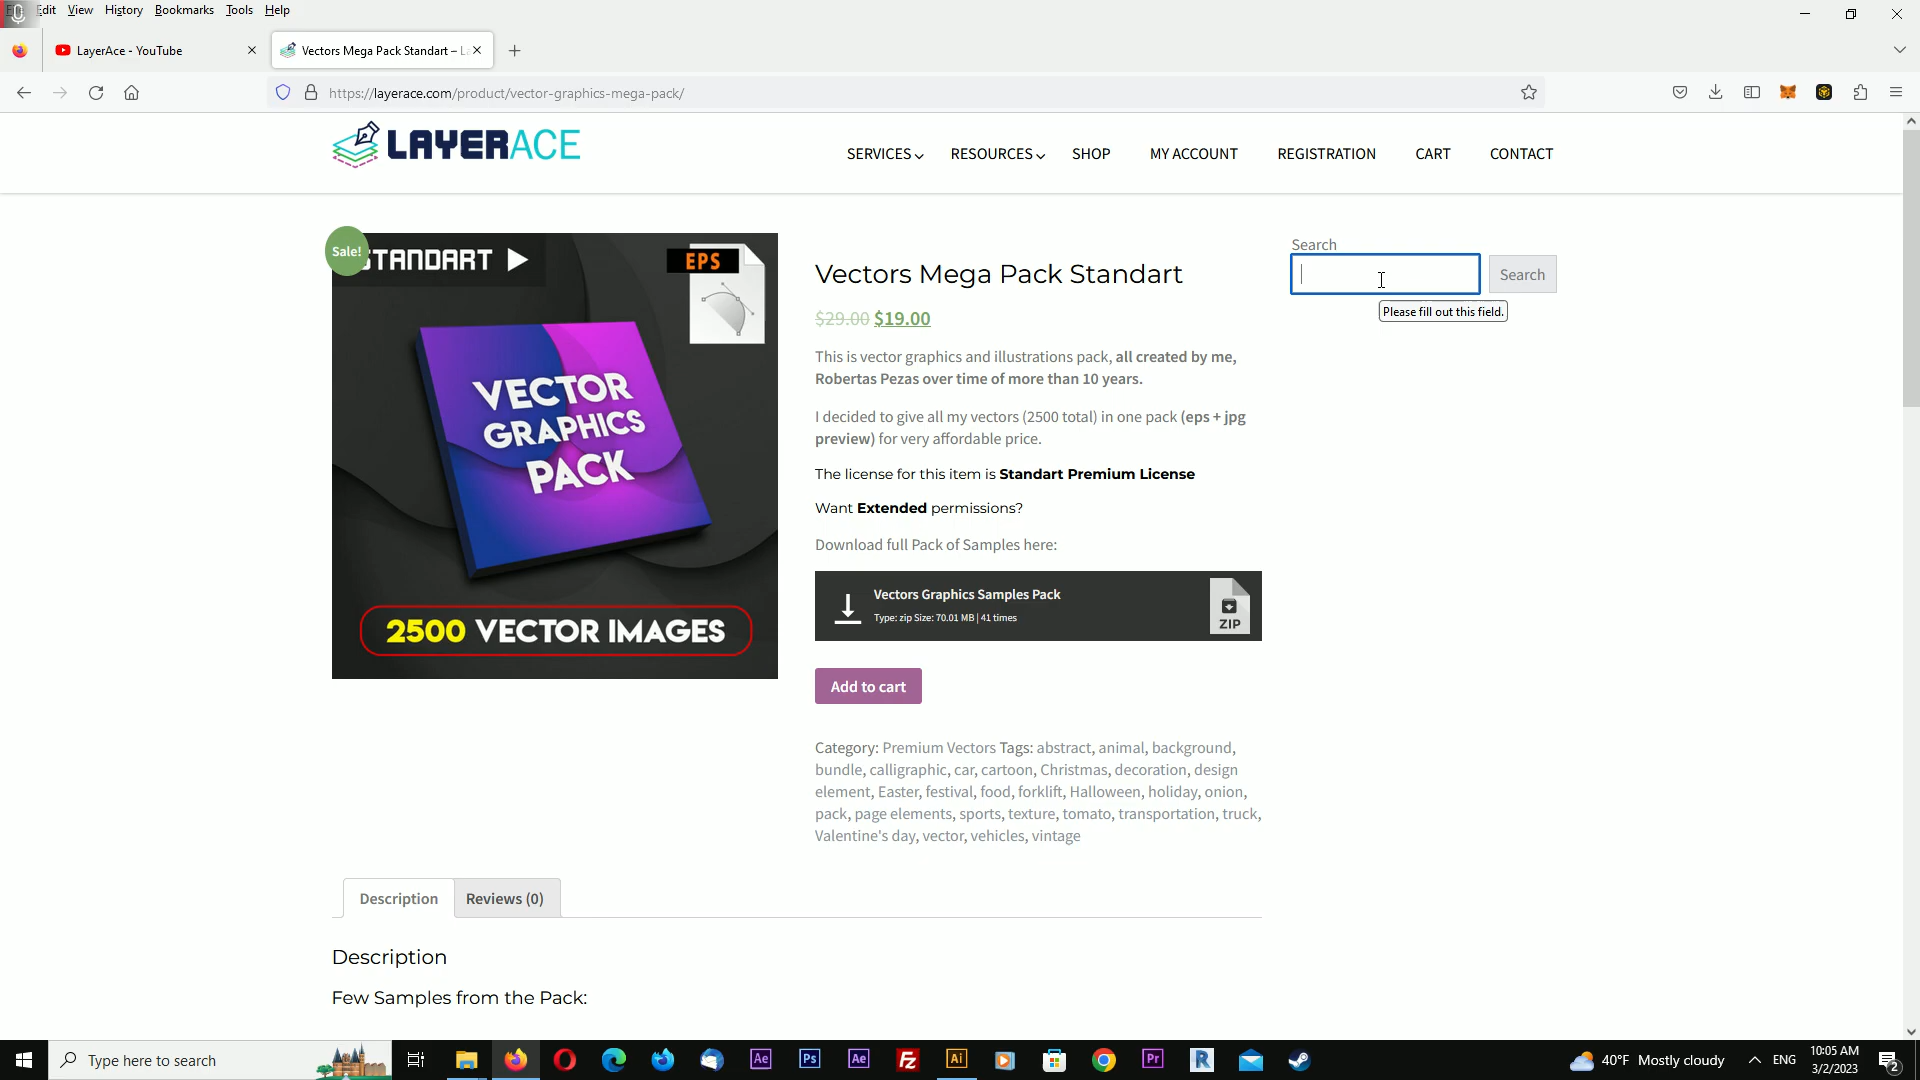 Edit View History Bookmarks Tools Help
LayerAce - YouTube
Vectors Mega Pack Standart – La
https://layerace.com/product/vector-graphics-mega-pack/
LAYERACE
SERVICES RESOURCES SHOP MY ACCOUNT REGISTRATION CART CONTACT
Sale!
STANDART
EPS
VECTOR
GRAPHICS
PACK
2500 VECTOR IMAGES
Vectors Mega Pack Standart
$29.00 $19.00
This is vector graphics and illustrations pack, all created by me,
Robertas Pezas over time of more than 10 years.
I decided to give all my vectors (2500 total) in one pack (eps + jpg
preview) for very affordable price.
The license for this item is Standart Premium License
Want Extended permissions?
Download full Pack of Samples here:
Vectors Graphics Samples Pack
Type: zip Size: 70.01 MB | 41 times
ZIP
Add to cart
Category: Premium Vectors Tags: abstract, animal, background,
bundle, calligraphic, car, cartoon, Christmas, decoration, design
element, Easter, festival, food, forklift, Halloween, holiday, onion,
pack, page elements, sports, texture, tomato, transportation, truck,
Valentine's day, vector, vehicles, vintage
Search
Search
Please fill out this field.
Description Reviews (0)
Description
Few Samples from the Pack:
Type here to search
Ae
Ps
Ae
Fz
Ai
Pr
R
40°F Mostly cloudy
ENG
10:05 AM
3/2/2023
2